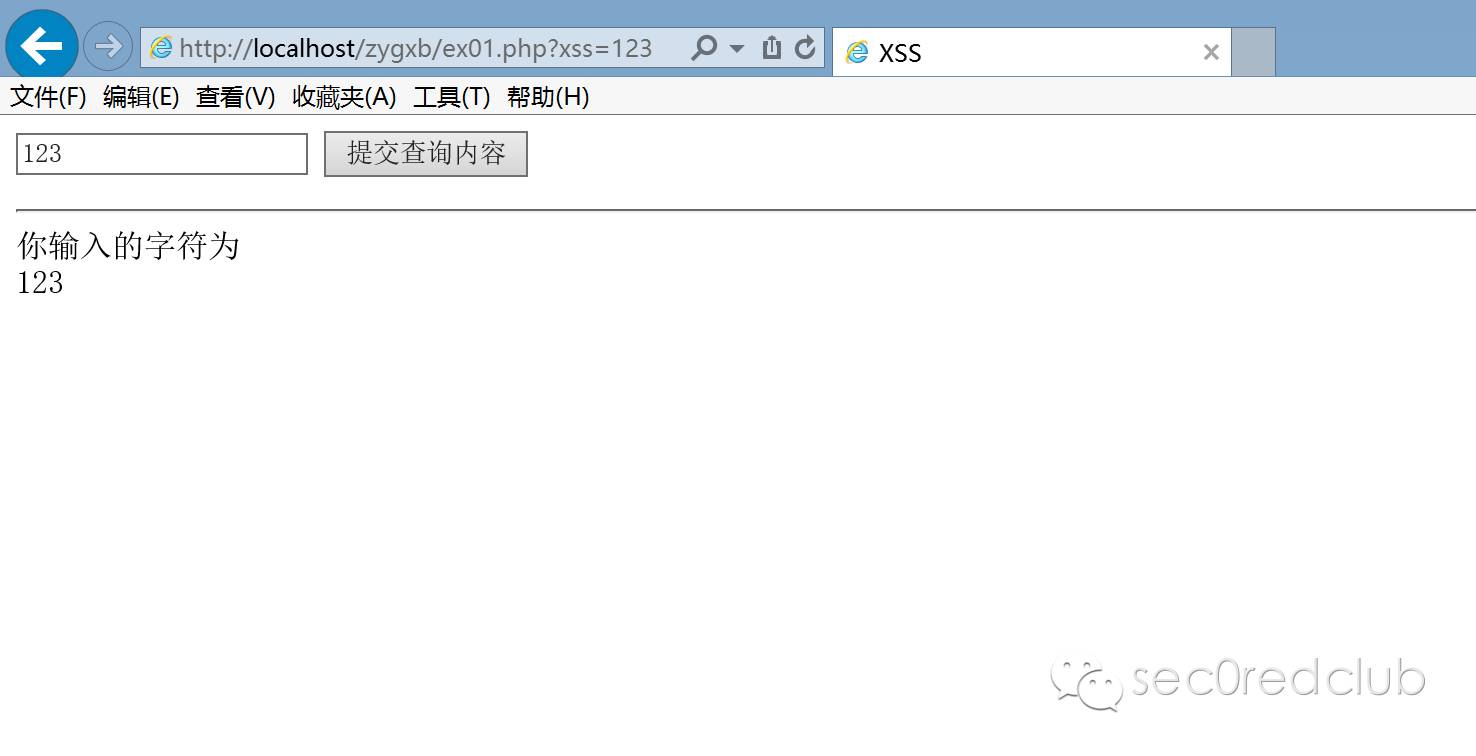 http://localhost/zygxb/ex01.php?xss=123
XSS
文件(F) 编辑(E) 查看(V) 收藏夹(A) 工具(T) 帮助(H)
123 提交查询内容
你输入的字符为
123
sec0redclub